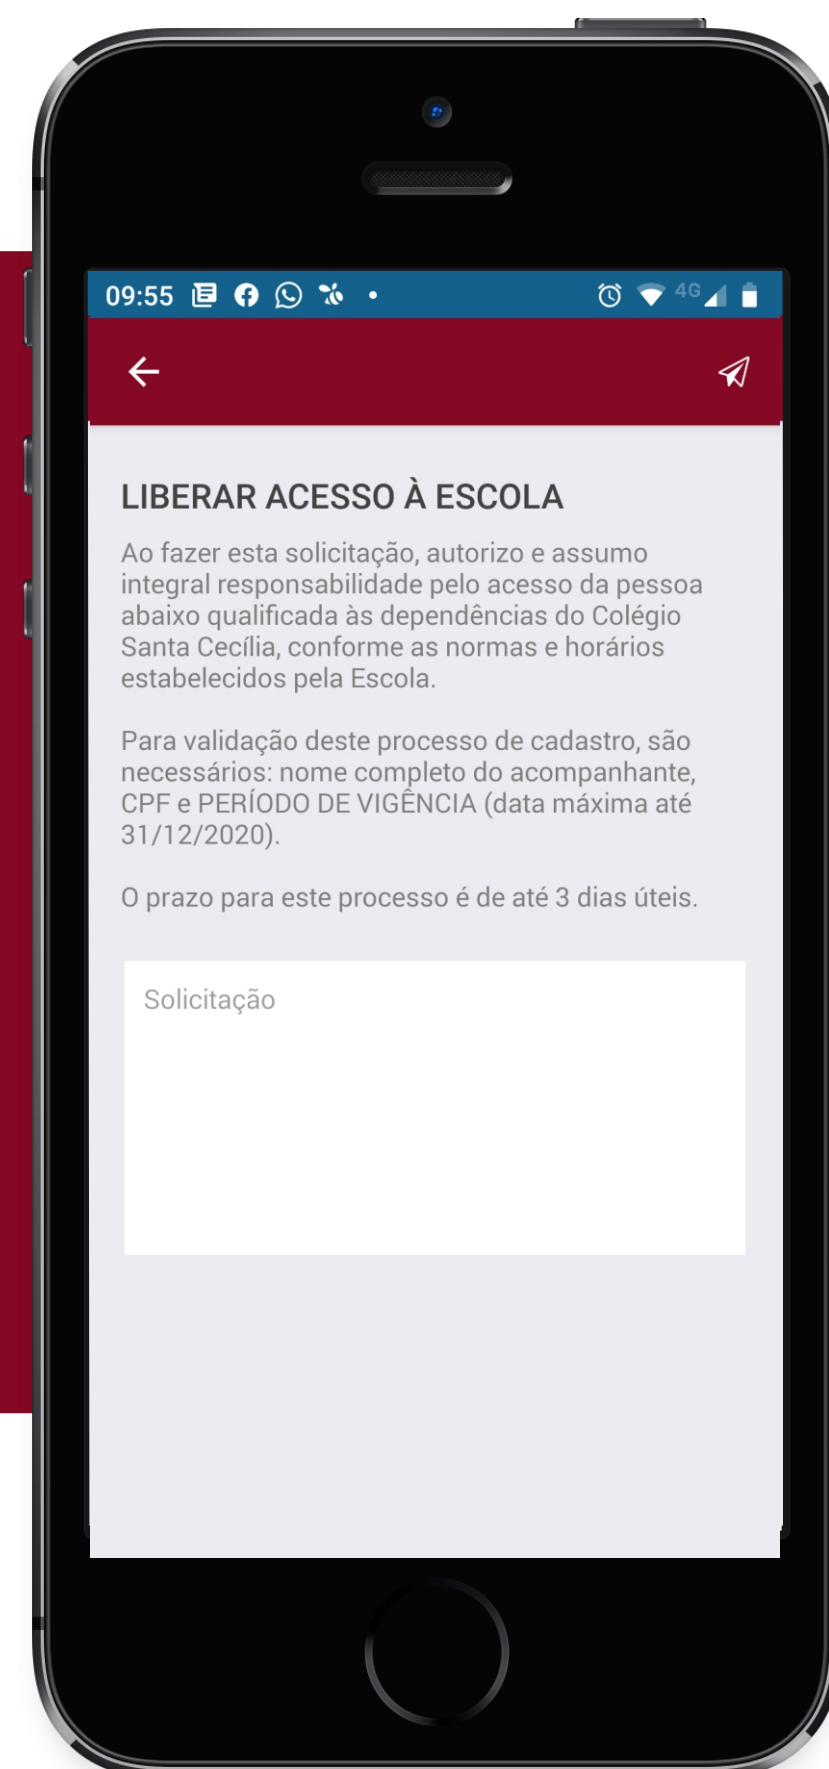 09:55
4G
LIBERAR ACESSO À ESCOLA
Ao fazer esta solicitação, autorizo e assumo
integral responsabilidade pelo acesso da pessoa
abaixo qualificada às dependências do Colégio
Santa Cecília, conforme as normas e horários
estabelecidos pela Escola.
Para validação deste processo de cadastro, são
necessários: nome completo do acompanhante,
CPF e PERÍODO DE VIGÊNCIA (data máxima até
31/12/2020).
O prazo para este processo é de até 3 dias úteis.
Solicitação